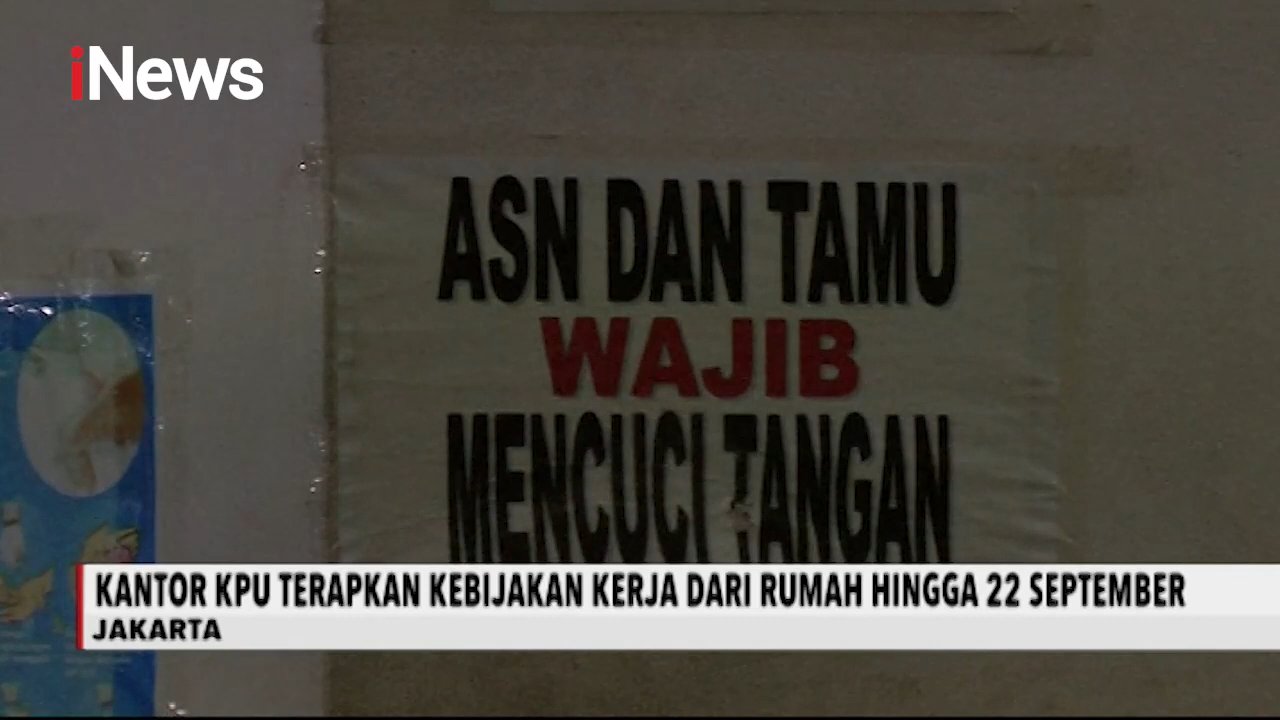 iNews
ASN DAN TAMU
WAJIB
MENCUCI TANGAN
KANTOR KPU TERAPKAN KEBIJAKAN KERJA DARI RUMAH HINGGA 22 SEPTEMBER
JAKARTA